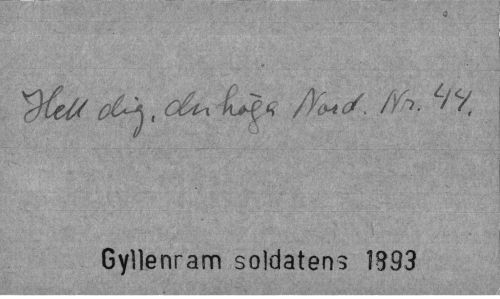 Hell dig, du höga Nord. Nr. 44.
Gyllenram soldatens 1893